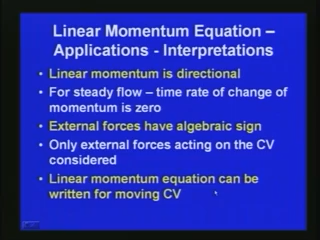 Linear Momentum Equation –
Applications - Interpretations
• Linear momentum is directional
• For steady flow – time rate of change of
momentum is zero
• External forces have algebraic sign
• Only external forces acting on the CV
considered
• Linear momentum equation can be
written for moving CV